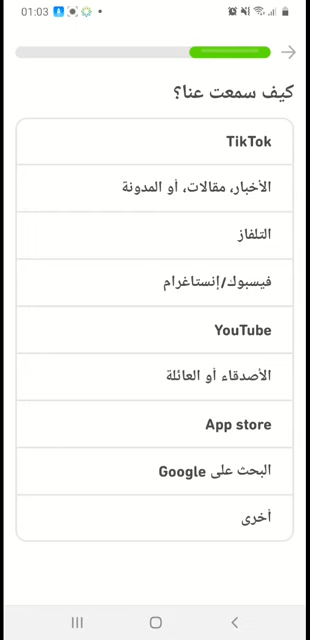 01:03
كيف سمعت عنا؟
TikTok
الأخبار، مقالات، أو المدونة
التلفاز
فيسبوك/إنستاغرام
YouTube
الأصدقاء أو العائلة
App store
البحث على Google
أخرى